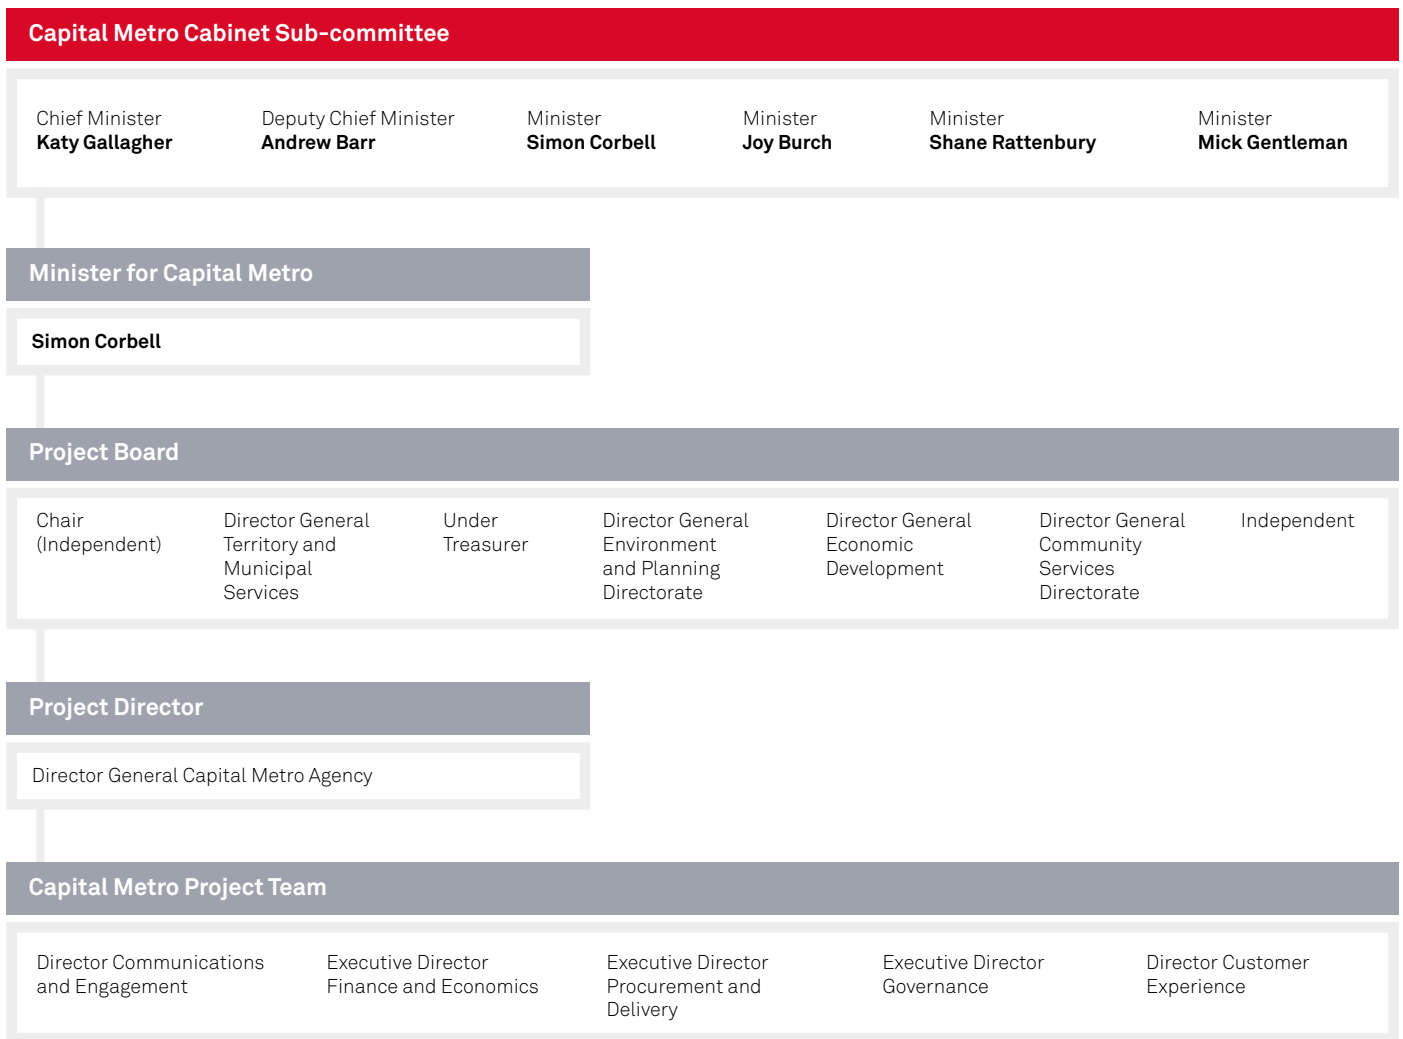 Capital Metro Cabinet Sub-committee
Chief Minister
Katy Gallagher
Deputy Chief Minister
Andrew Barr
Minister
Simon Corbell
Minister
Joy Burch
Minister
Shane Rattenbury
Minister
Mick Gentleman
Minister for Capital Metro
Simon Corbell
Project Board
Chair
(Independent)
Director General
Territory and
Municipal
Services
Under
Treasurer
Director General
Environment
and Planning
Directorate
Director General
Economic
Development
Director General
Community
Services
Directorate
Independent
Project Director
Director General Capital Metro Agency
Capital Metro Project Team
Director Communications
and Engagement
Executive Director
Finance and Economics
Executive Director
Procurement and
Delivery
Executive Director
Governance
Director Customer
Experience